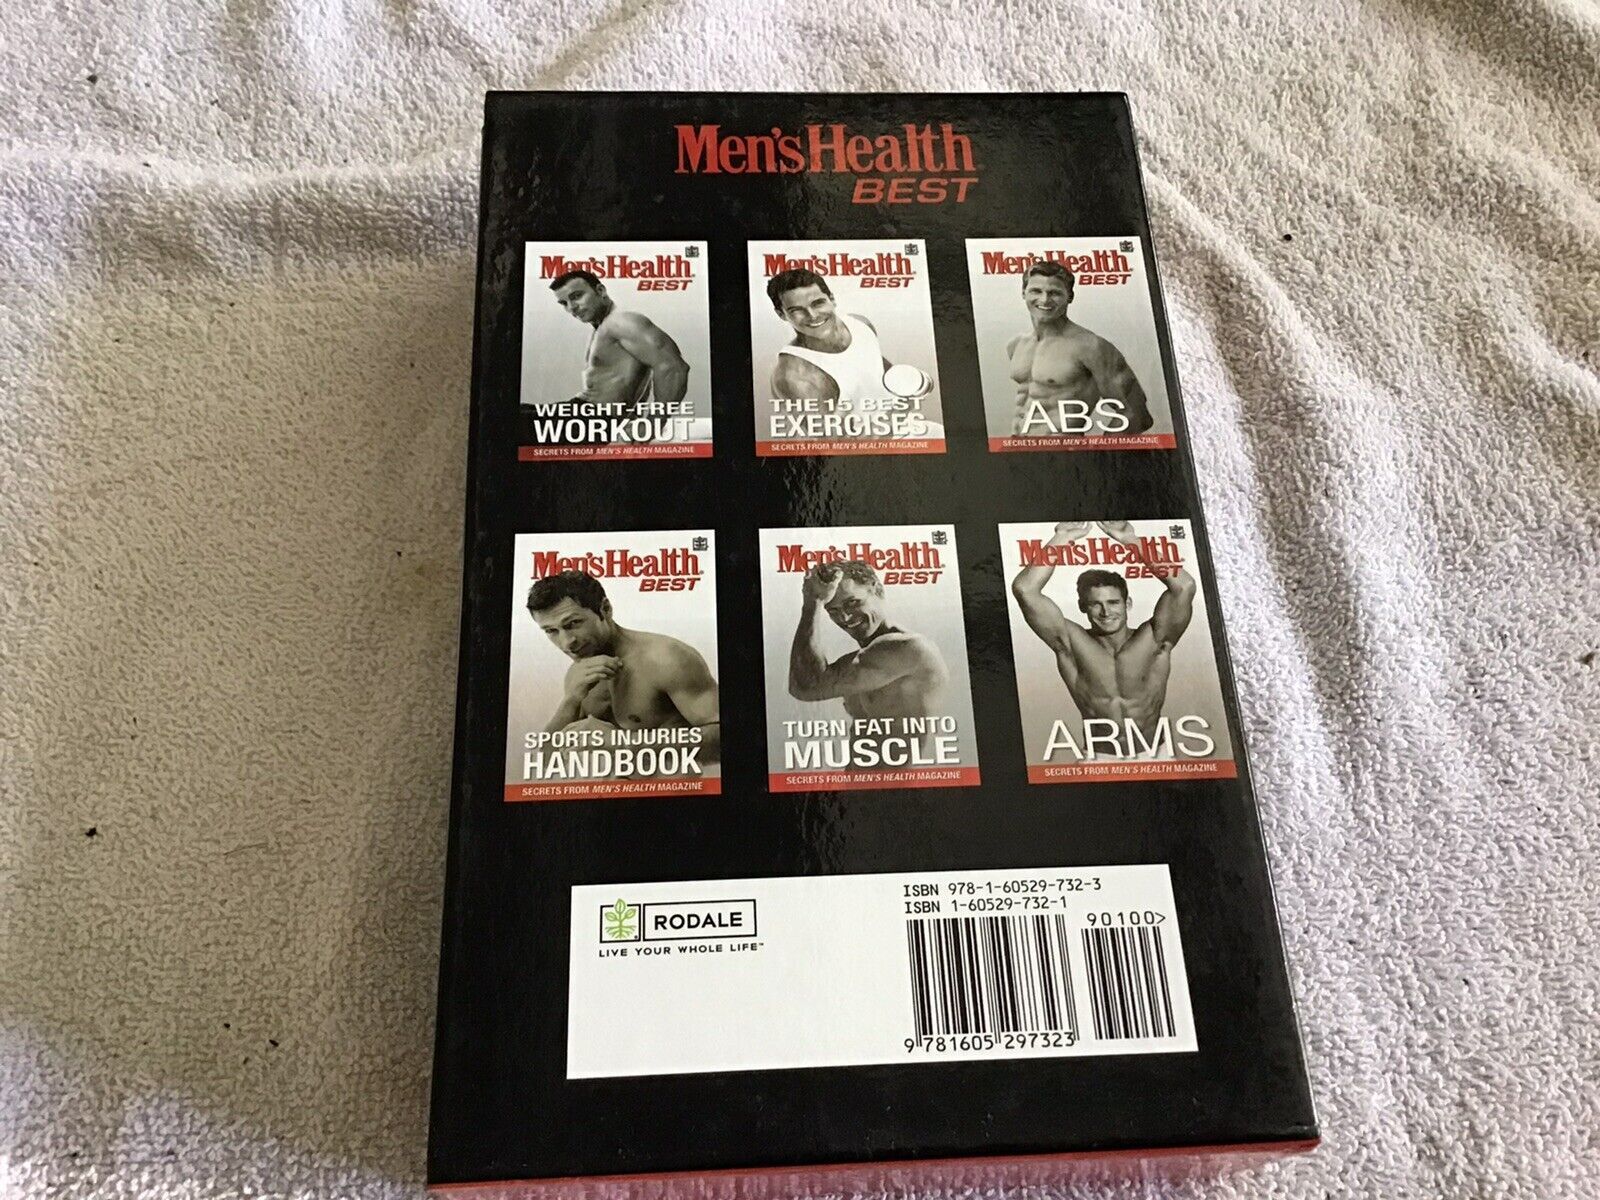 Men'sHealth
BEST
Men'sHealth
BEST
WEIGHT-FREE
WORKOUT
SECRETS FROM MEN'S HEALTH MAGAZINE
Men'sHealth
BEST
THE 15 BEST
EXERCISES
SECRETS FROM MEN'S HEALTH MAGAZINE
Men'sHealth
BEST
ABS
SECRETS FROM MEN'S HEALTH MAGAZINE
Men'sHealth
BEST
SPORTS INJURIES
HANDBOOK
SECRETS FROM MEN'S HEALTH MAGAZINE
Men'sHealth
BEST
TURN FAT INTO
MUSCLE
SECRETS FROM MEN'S HEALTH MAGAZINE
Men'sHealth
BEST
ARMS
SECRETS FROM MEN'S HEALTH MAGAZINE
RODALE
LIVE YOUR WHOLE LIFE™
ISBN 978-1-60529-732-3
ISBN 1-60529-732-1
90100>
9 781605 297323